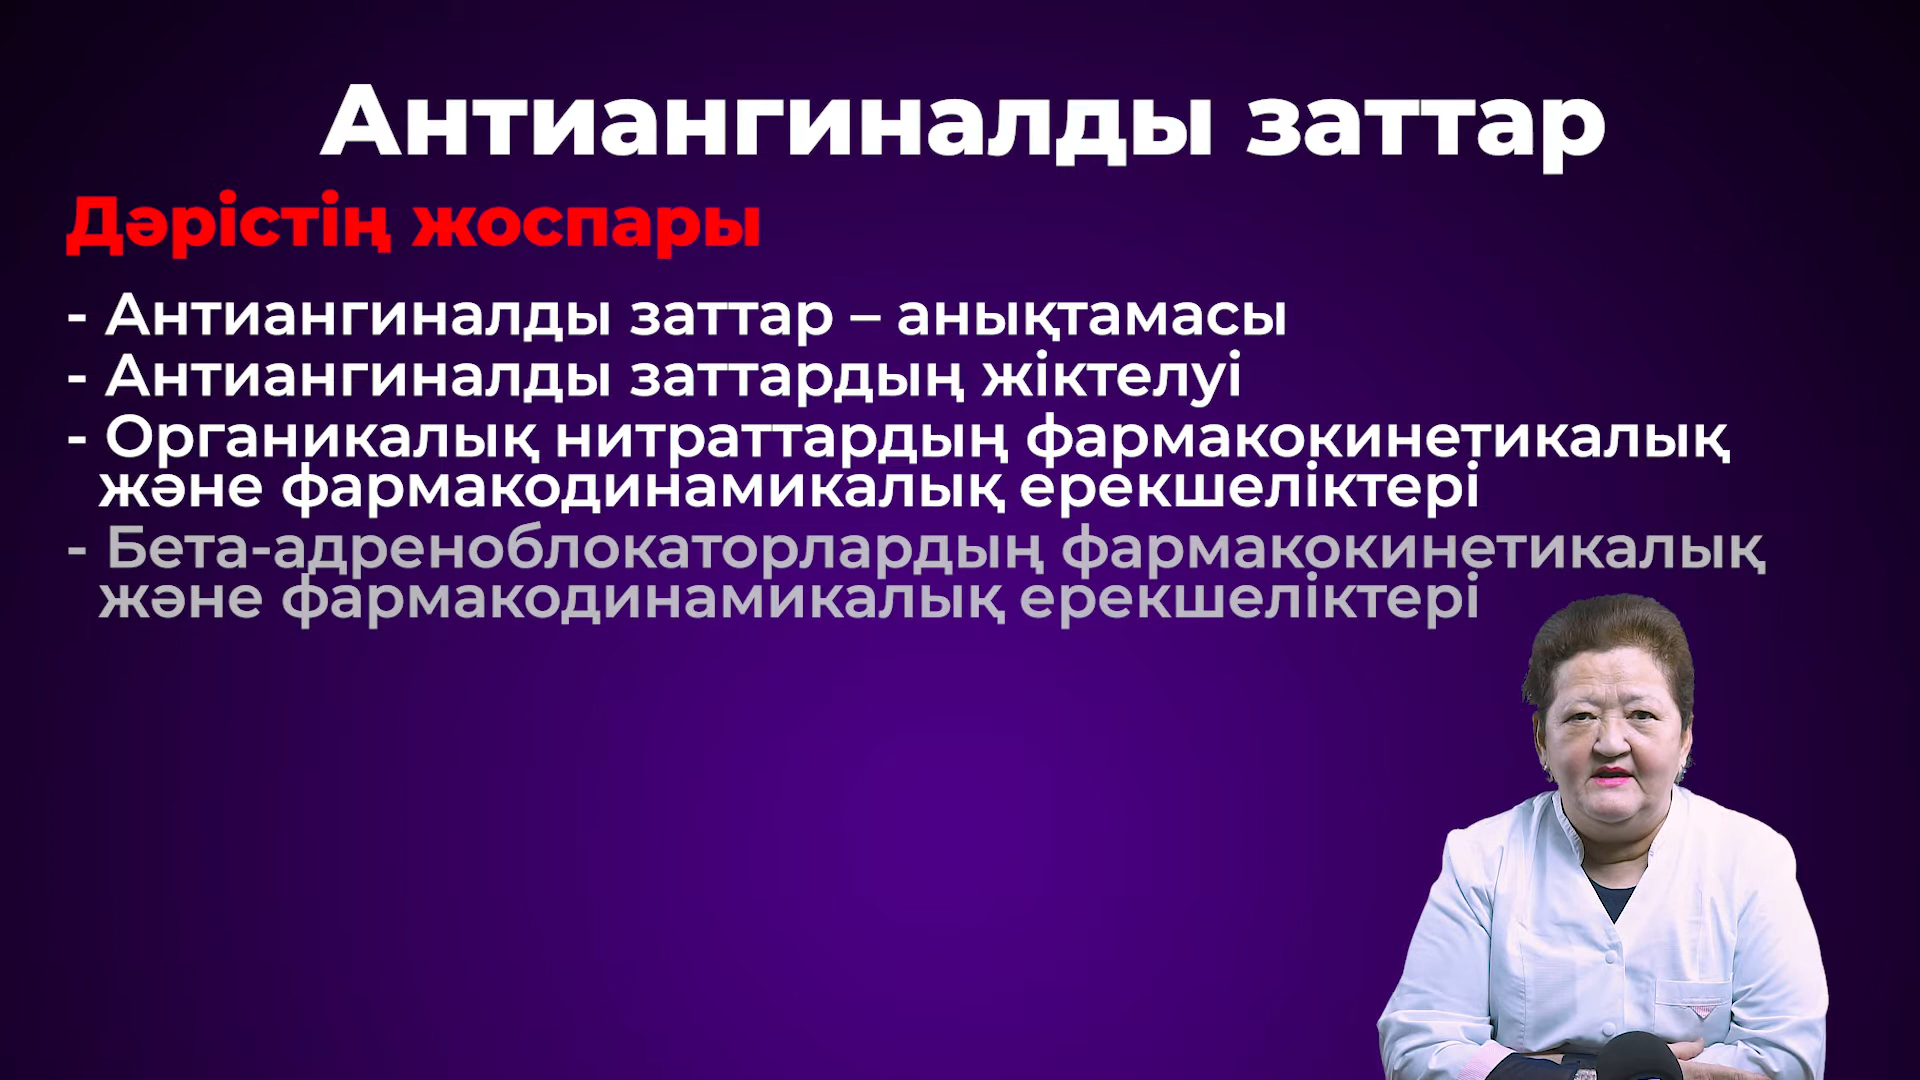 Антиангиналды заттар
Дәрістің жоспары
- Антиангиналды заттар – анықтамасы
- Антиангиналды заттардың жіктелуі
- Органикалық нитраттардың фармакокинетикалық
және фармакодинамикалық ерекшеліктері
- Бета-адреноблокаторлардың фармакокинетикалық
және фармакодинамикалық ерекшеліктері